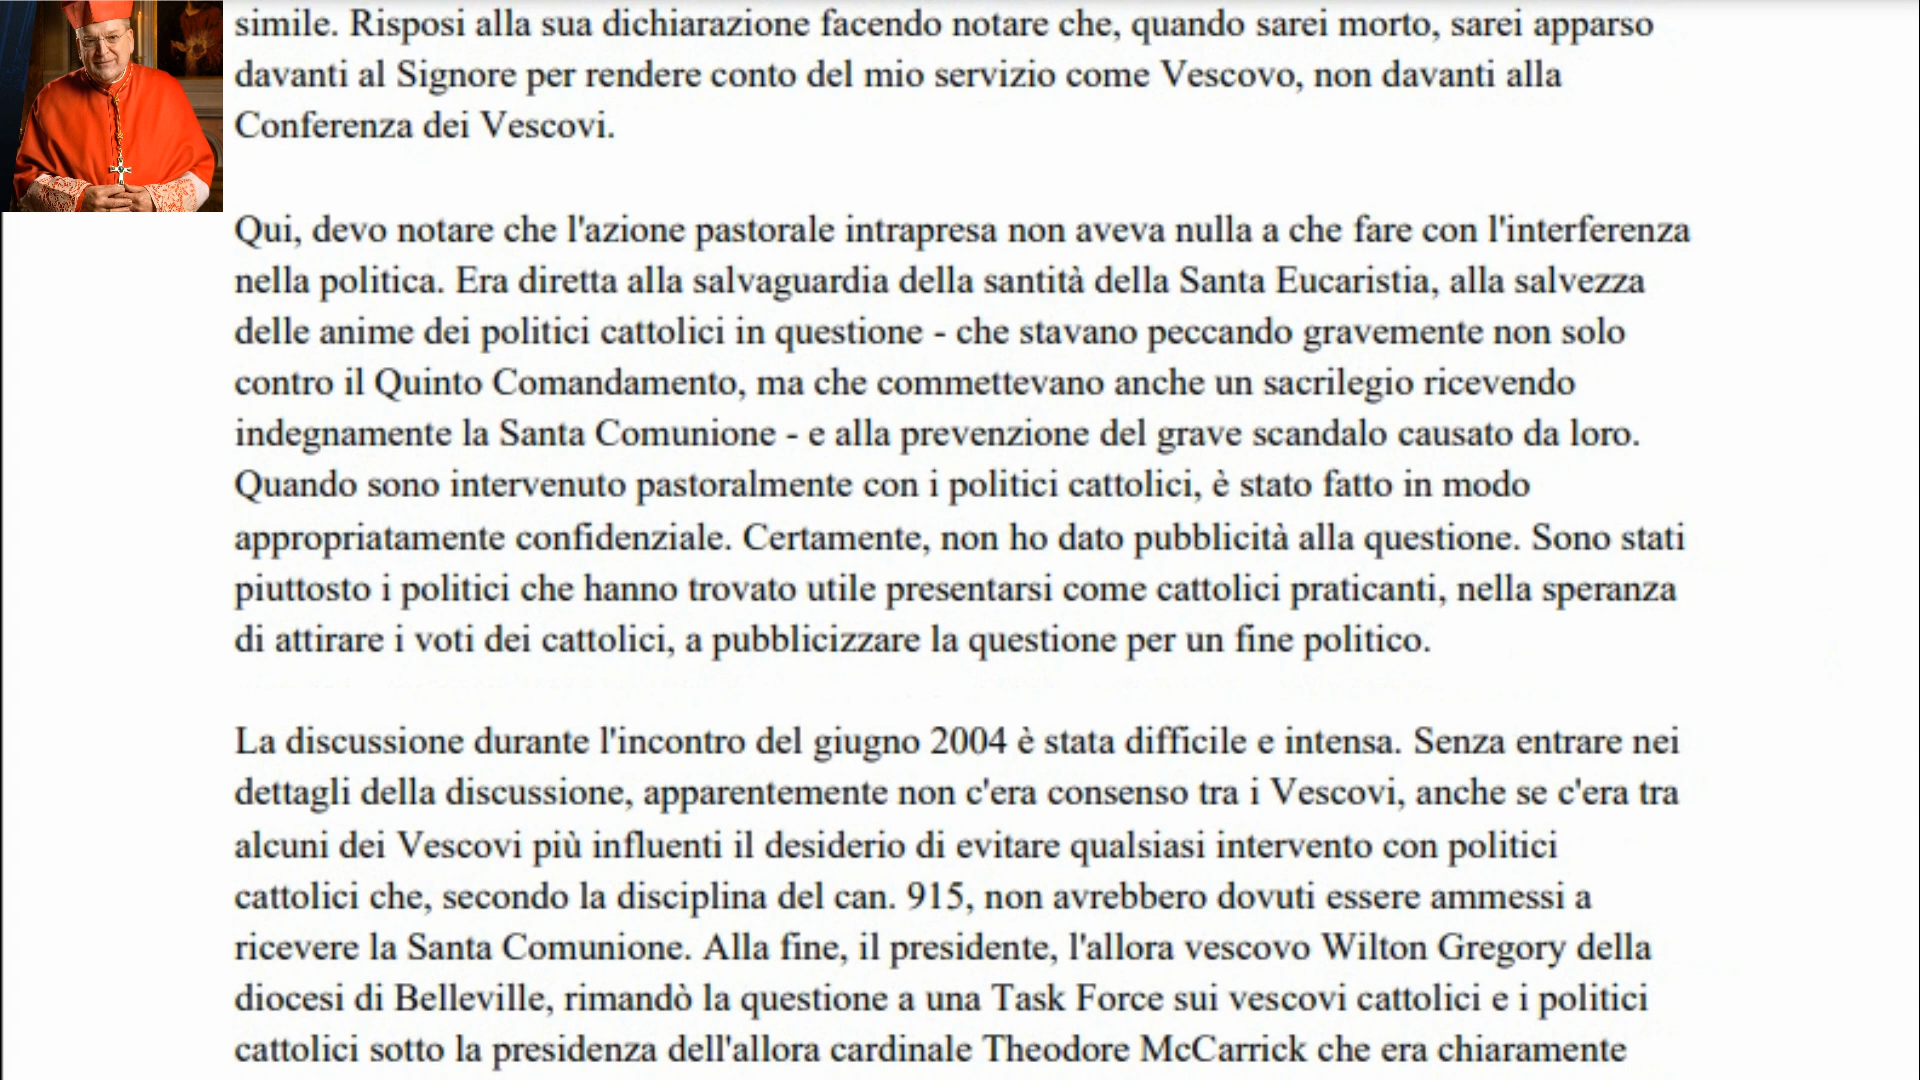 simile. Risposi alla sua dichiarazione facendo notare che, quando sarei morto, sarei apparso
davanti al Signore per rendere conto del mio servizio come Vescovo, non davanti alla
Conferenza dei Vescovi.
Qui, devo notare che l'azione pastorale intrapresa non aveva nulla a che fare con l'interferenza
nella politica. Era diretta alla salvaguardia della santità della Santa Eucaristia, alla salvezza
delle anime dei politici cattolici in questione - che stavano peccando gravemente non solo
contro il Quinto Comandamento, ma che commettevano anche un sacrilegio ricevendo
indegnamente la Santa Comunione - e alla prevenzione del grave scandalo causato da loro.
Quando sono intervenuto pastoralmente con i politici cattolici, è stato fatto in modo
appropriatamente confidenziale. Certamente, non ho dato pubblicità alla questione. Sono stati
piuttosto i politici che hanno trovato utile presentarsi come cattolici praticanti, nella speranza
di attirare i voti dei cattolici, a pubblicizzare la questione per un fine politico.
La discussione durante l'incontro del giugno 2004 è stata difficile e intensa. Senza entrare nei
dettagli della discussione, apparentemente non c'era consenso tra i Vescovi, anche se c'era tra
alcuni dei Vescovi più influenti il desiderio di evitare qualsiasi intervento con politici
cattolici che, secondo la disciplina del can. 915, non avrebbero dovuti essere ammessi a
ricevere la Santa Comunione. Alla fine, il presidente, l'allora vescovo Wilton Gregory della
diocesi di Belleville, rimandò la questione a una Task Force sui vescovi cattolici e i politici
cattolici sotto la presidenza dell'allora cardinale Theodore McCarrick che era chiaramente